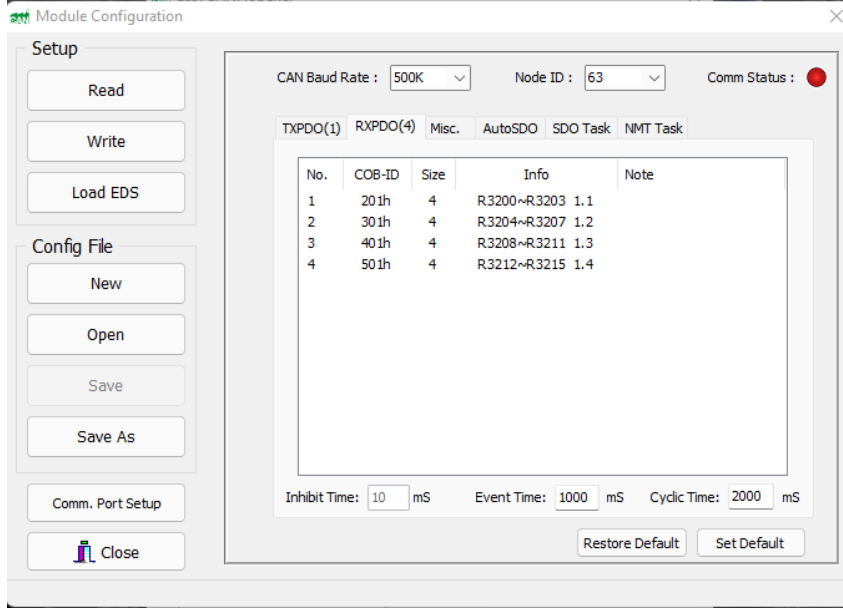 Module Configuration
Setup
Read
Write
Load EDS
Config File
New
Open
Save
Save As
Comm. Port Setup
Close
CAN Baud Rate : 500K Node ID : 63 Comm Status :
TXPDO(1) RXPDO(4) Misc. AutoSDO SDO Task NMT Task
No. COB-ID Size Info Note
1 201h 4 R3200~R3203 1.1
2 301h 4 R3204~R3207 1.2
3 401h 4 R3208~R3211 1.3
4 501h 4 R3212~R3215 1.4
Inhibit Time: 10 mS Event Time: 1000 mS Cyclic Time: 2000 mS
Restore Default Set Default